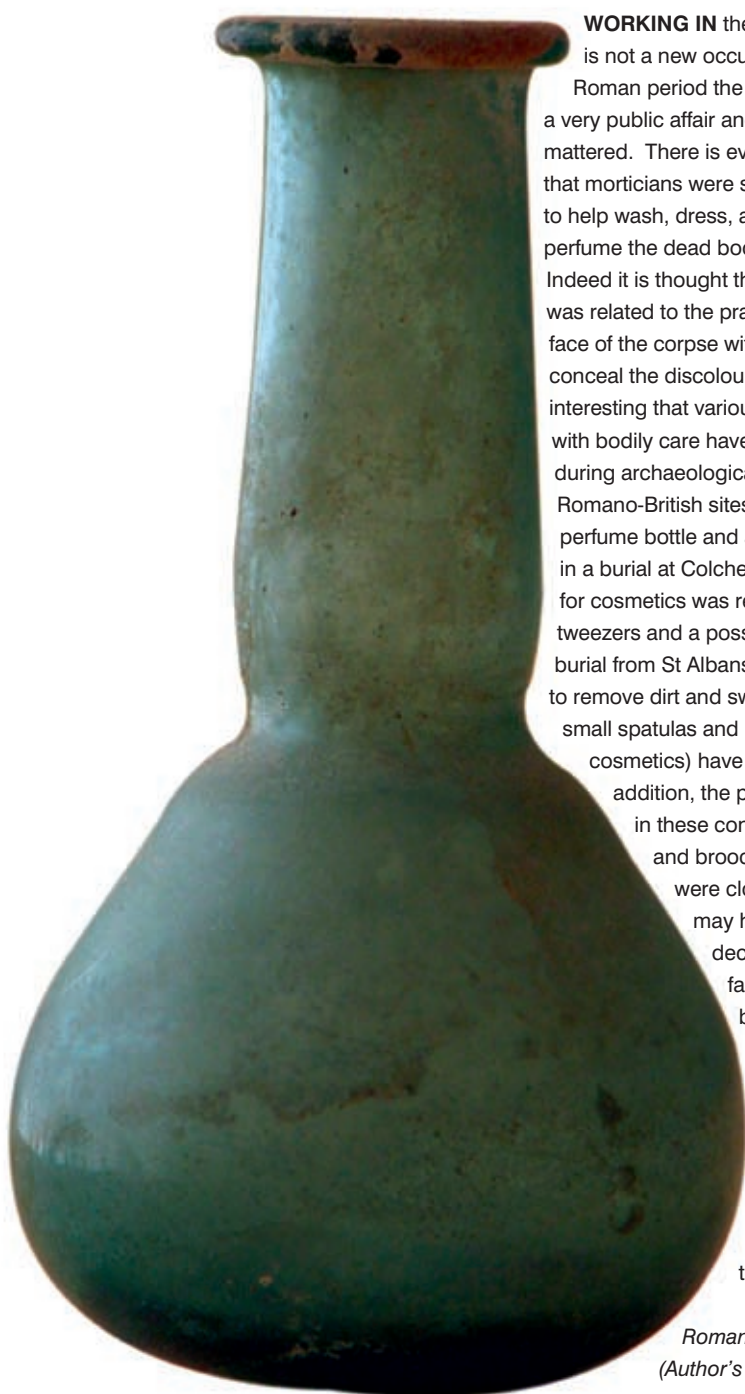 WORKING IN the
is not a new occu
Roman period the
a very public affair an
mattered. There is ev
that morticians were s
to help wash, dress, a
perfume the dead bod
Indeed it is thought th
was related to the pra
face of the corpse wi
conceal the discolou
interesting that variou
with bodily care have
during archaeologica
Romano-British sites
perfume bottle and
in a burial at Colche
for cosmetics was re
tweezers and a poss
burial from St Albans
to remove dirt and sw
small spatulas and
cosmetics) have
addition, the p
in these con
and brooc
were clo
may h
dec
fa
b
t
Roman
(Author's